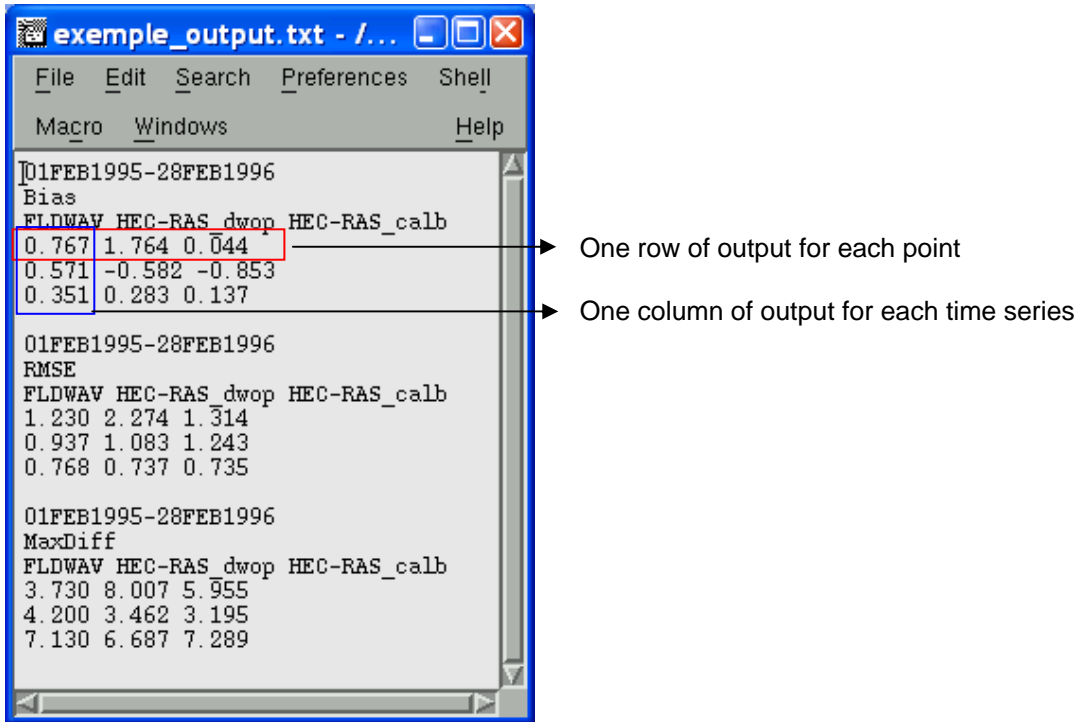 exemple_output.txt - /...
File Edit Search Preferences Shell
Macro Windows Help
01FEB1995-28FEB1996
Bias
FLDWAV HEC-RAS_dwop HEC-RAS_calb
0.767 1.764 0.044
0.571 -0.582 -0.853
0.351 0.283 0.137
One row of output for each point
One column of output for each time series
01FEB1995-28FEB1996
RMSE
FLDWAV HEC-RAS_dwop HEC-RAS_calb
1.230 2.274 1.314
0.937 1.083 1.243
0.768 0.737 0.735
01FEB1995-28FEB1996
MaxDiff
FLDWAV HEC-RAS_dwop HEC-RAS_calb
3.730 8.007 5.955
4.200 3.462 3.195
7.130 6.687 7.289